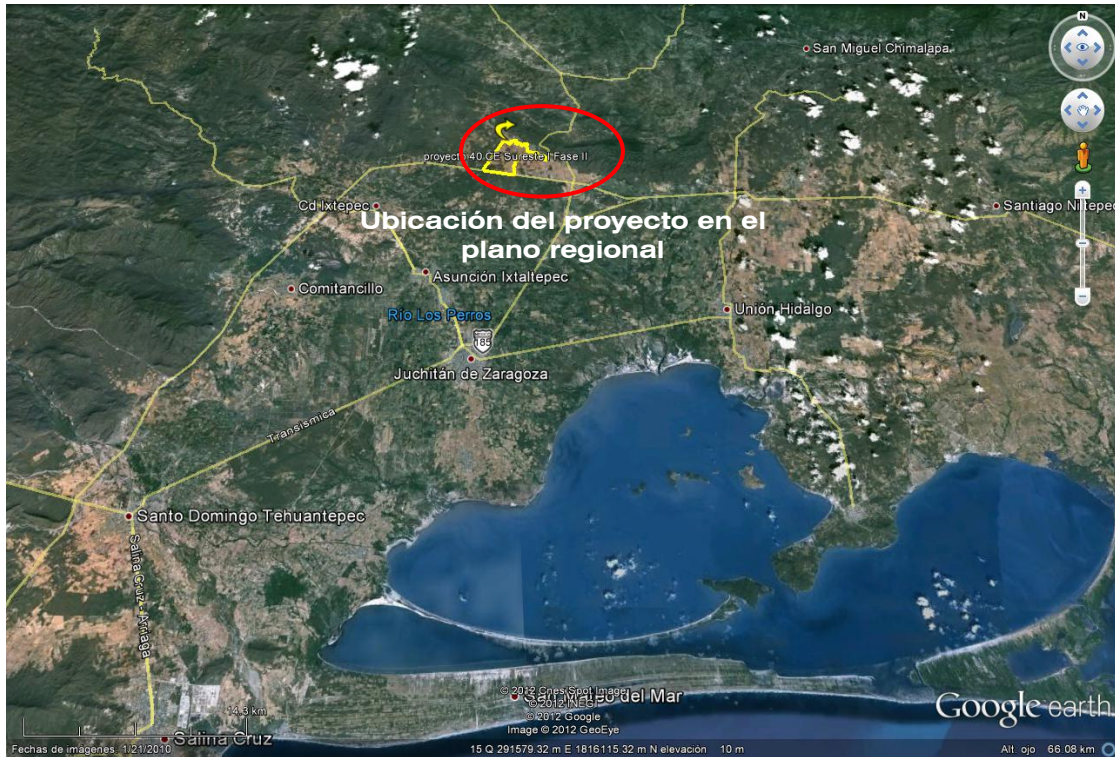 N
San Miguel Chimalapa
proyecto 40 CE Sureste I Fase II
Cd Ixtepec
Santiago Niltepec
Ubicación del proyecto en el
plano regional
Asunción Ixtaltepec
Comitancillo
Unión Hidalgo
Río Los Perros
185
Juchitán de Zaragoza
Transismica
Santo Domingo Tehuantepec
Salina Cruz - Arriaga
© 2012 Cnes/Spot Image
San Mateo del Mar
© 2012 INEGI
© 2012 Google
Image © 2012 GeoEye
Google earth
14.3 km
Salina Cruz
Fechas de imágenes: 1/21/2010
15 Q 291579.32 m E 1816115.32 m N elevación 10 m
Alt. ojo 66.08 km